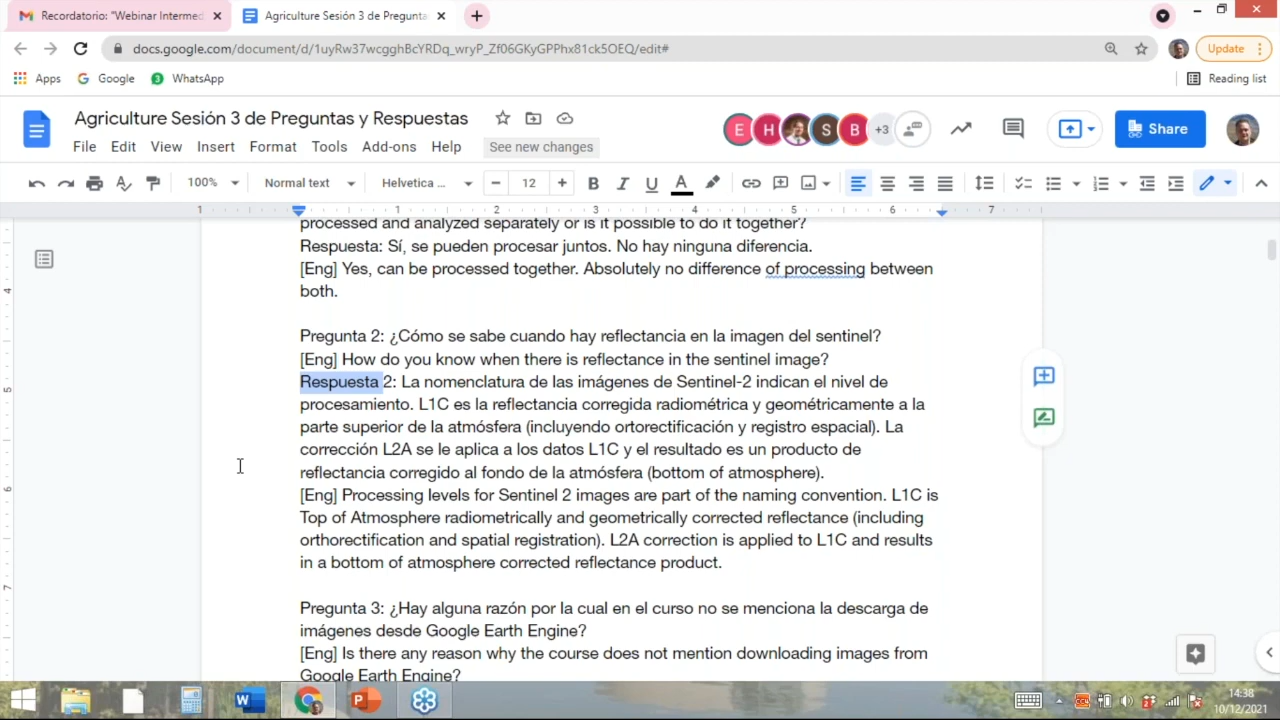 Recordatorio: "Webinar Intermed
Agriculture Sesión 3 de Pregunta
docs.google.com/document/d/1uyRw37wcgghBcYRDq_wryP_Zf06GKyGPPhx81ck5OEQ/edit#
Update
Apps
Google
WhatsApp
Reading list
Agriculture Sesión 3 de Preguntas y Respuestas
E H S B +3
Share
File Edit View Insert Format Tools Add-ons Help See new changes
100% Normal text Helvetica ... 12 B I U A
1 1 2 3 4 5 6 7
processed and analyzed separately or is it possible to do it together?
Respuesta: Sí, se pueden procesar juntos. No hay ninguna diferencia.
[Eng] Yes, can be processed together. Absolutely no difference of processing between
both.
Pregunta 2: ¿Cómo se sabe cuando hay reflectancia en la imagen del sentinel?
[Eng] How do you know when there is reflectance in the sentinel image?
Respuesta 2: La nomenclatura de las imágenes de Sentinel-2 indican el nivel de
procesamiento. L1C es la reflectancia corregida radiométrica y geométricamente a la
parte superior de la atmósfera (incluyendo ortorectificación y registro espacial). La
corrección L2A se le aplica a los datos L1C y el resultado es un producto de
reflectancia corregido al fondo de la atmósfera (bottom of atmosphere).
[Eng] Processing levels for Sentinel 2 images are part of the naming convention. L1C is
Top of Atmosphere radiometrically and geometrically corrected reflectance (including
orthorectification and spatial registration). L2A correction is applied to L1C and results
in a bottom of atmosphere corrected reflectance product.
Pregunta 3: ¿Hay alguna razón por la cual en el curso no se menciona la descarga de
imágenes desde Google Earth Engine?
[Eng] Is there any reason why the course does not mention downloading images from
Google Earth Engine?
14:38
10/12/2021